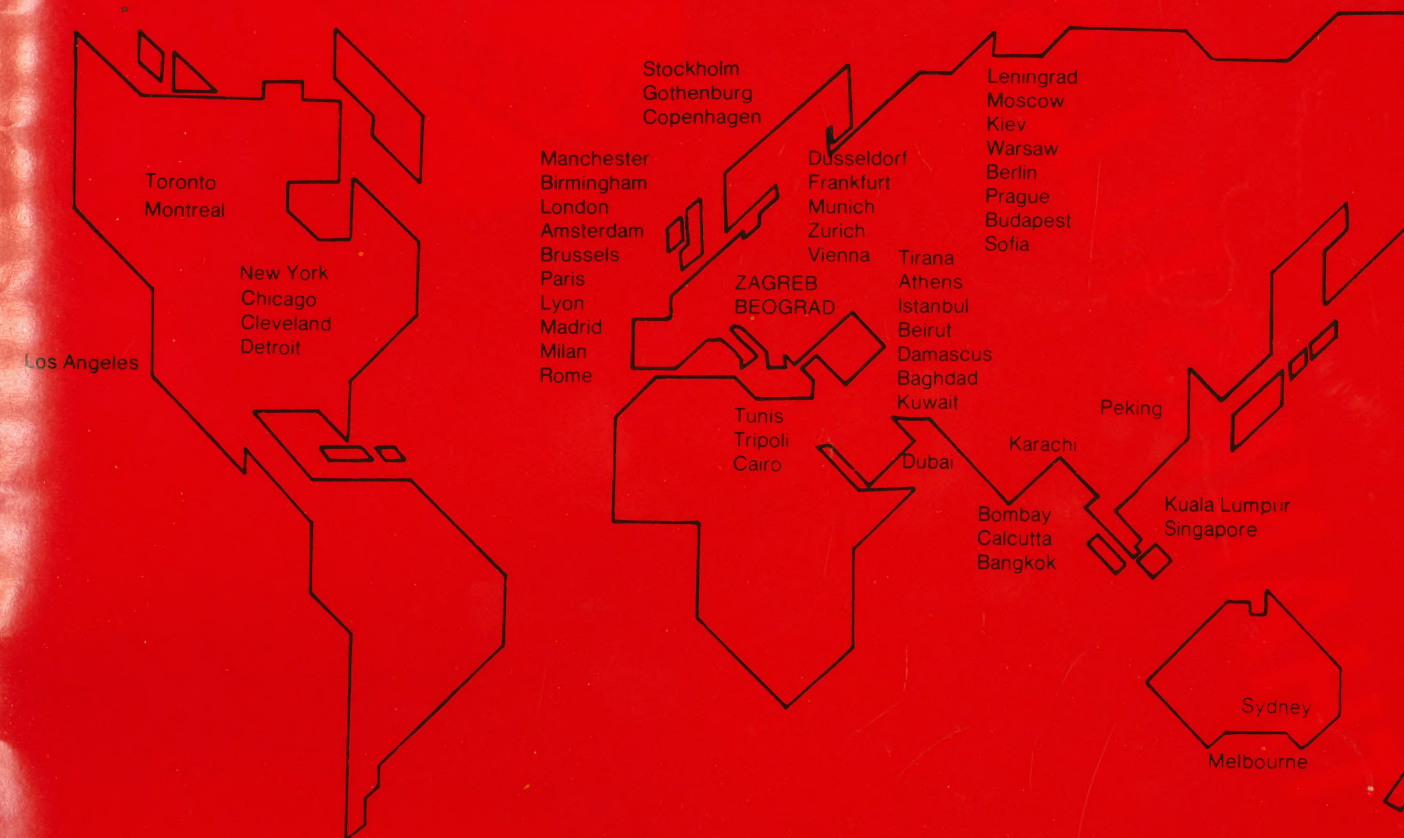 Toronto
Montreal
New York
Chicago
Cleveland
Detroit
Los Angeles
Stockholm
Gothenburg
Copenhagen
Manchester
Birmingham
London
Amsterdam
Brussels
Paris
Lyon
Madrid
Milan
Rome
Dusseldorf
Frankfurt
Munich
Zurich
Vienna
ZAGREB
BEOGRAD
Leningrad
Moscow
Kiev
Warsaw
Berlin
Prague
Budapest
Sofia
Tirana
Athens
Istanbul
Beirut
Damascus
Baghdad
Kuwait
Tunis
Tripoli
Cairo
Dubai
Karachi
Peking
Bombay
Calcutta
Bangkok
Kuala Lumpur
Singapore
Sydney
Melbourne